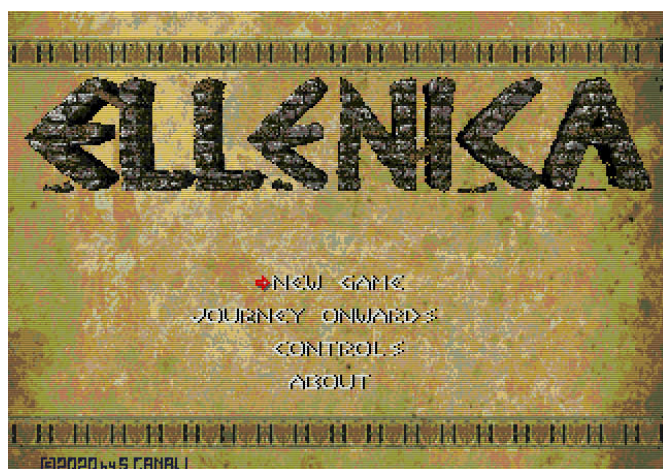 ELLENICA
NEW GAME
JOURNEY ONWARDS
CONTROLS
ABOUT
©2020 by S CANALI